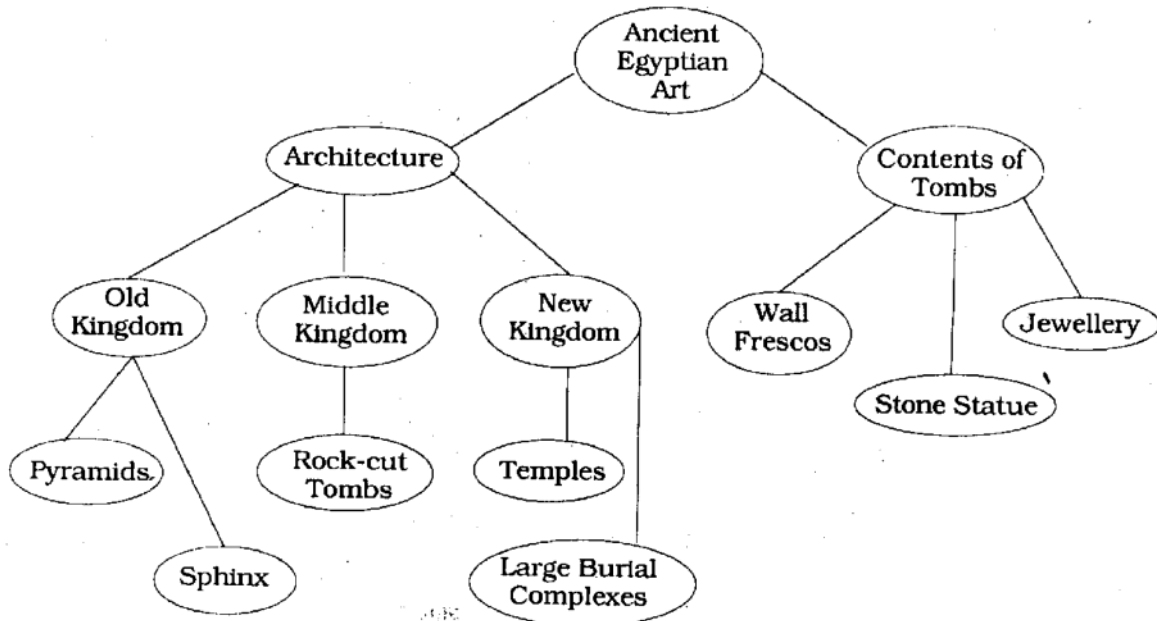 Ancient
Egyptian
Art
Architecture
Contents of
Tombs
Old
Kingdom
Middle
Kingdom
New
Kingdom
Wall
Frescos
Jewellery
Stone Statue
Pyramids
Rock-cut
Tombs
Temples
Sphinx
Large Burial
Complexes